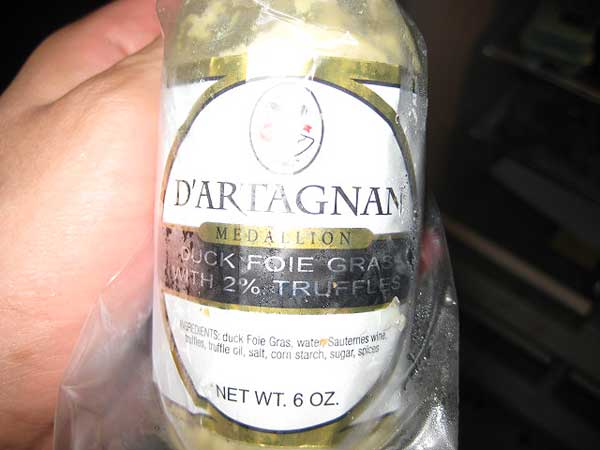 D'ARTAGNAN
MEDALLION
DUCK FOIE GRAS
WITH 2% TRUFFLES
INGREDIENTS: duck Foie Gras, water, Sauternes wine,
truffles, truffle oil, salt, corn starch, sugar, spices
NET WT. 6 OZ.